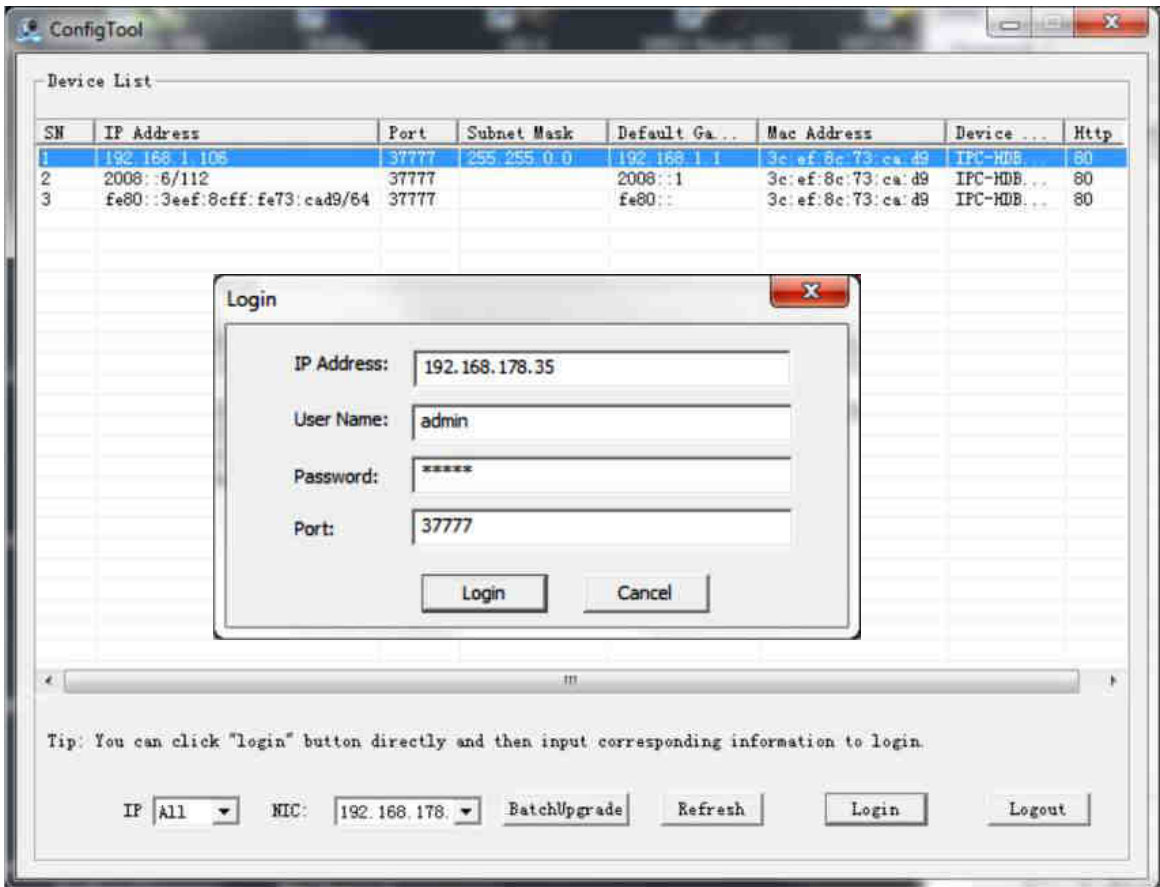 ConfigTool
Device List
SN IP Address Port Subnet Mask Default Ga... Mac Address Device ... Http
1 192.168.1.106 37777 255.255.0.0 192.168.1.1 3c:ef:8c:73:ca:d9 IPC-HDB... 80
2 2008::6/112 37777 2008::1 3c:ef:8c:73:ca:d9 IPC-HDB... 80
3 fe80::3eef:8cff:fe73:cad9/64 37777 fe80:: 3c:ef:8c:73:ca:d9 IPC-HDB... 80
Login
IP Address: 192.168.178.35
User Name: admin
Password: *****
Port: 37777
Login Cancel
Tip: You can click "login" button directly and then input corresponding information to login.
IP All NIC: 192.168.178. BatchUpgrade Refresh Login Logout